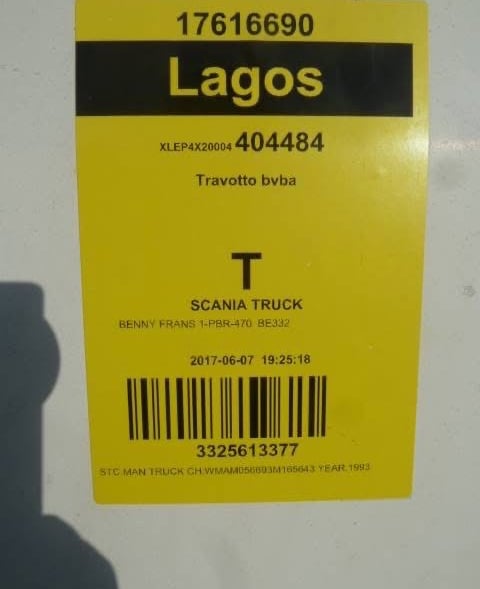 17616690
Lagos
XLEP4X20004 404484
Travotto bvba
T
SCANIA TRUCK
BENNY FRANS 1-PBR-470 BE332
2017-06-07 19:25:18
3325613377
STC MAN TRUCK CH.WMAM056693M165643 YEAR.1993